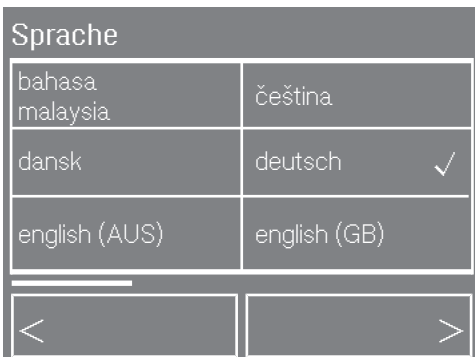 Sprache
bahasa
malaysia
čeština
dansk
deutsch ✓
english (AUS)
english (GB)
< >